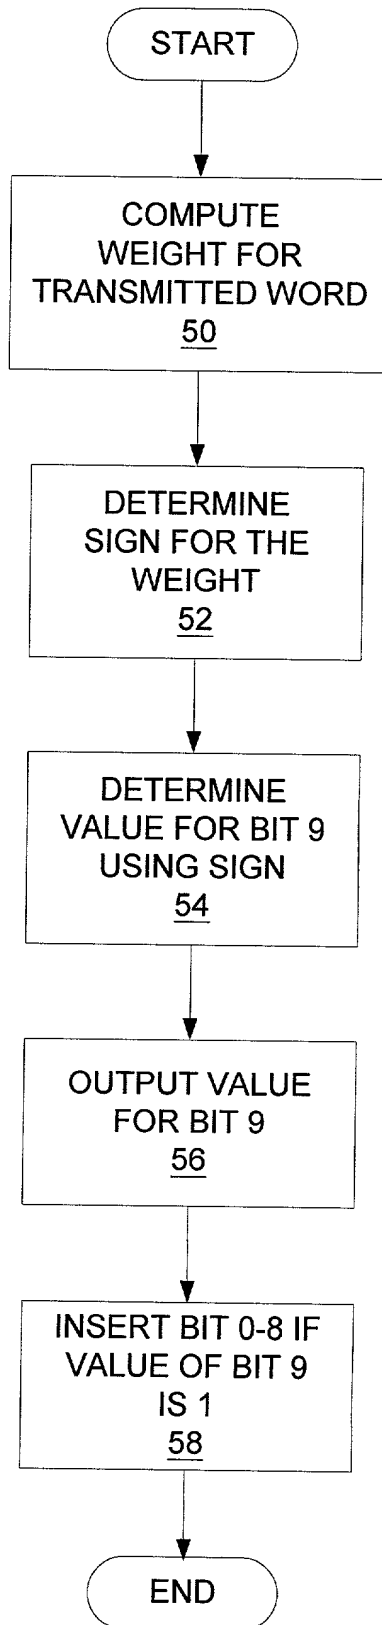 START
COMPUTE
WEIGHT FOR
TRANSMITTED WORD
50
DETERMINE
SIGN FOR THE
WEIGHT
52
DETERMINE
VALUE FOR BIT 9
USING SIGN
54
OUTPUT VALUE
FOR BIT 9
56
INSERT BIT 0-8 IF
VALUE OF BIT 9
IS 1
58
END